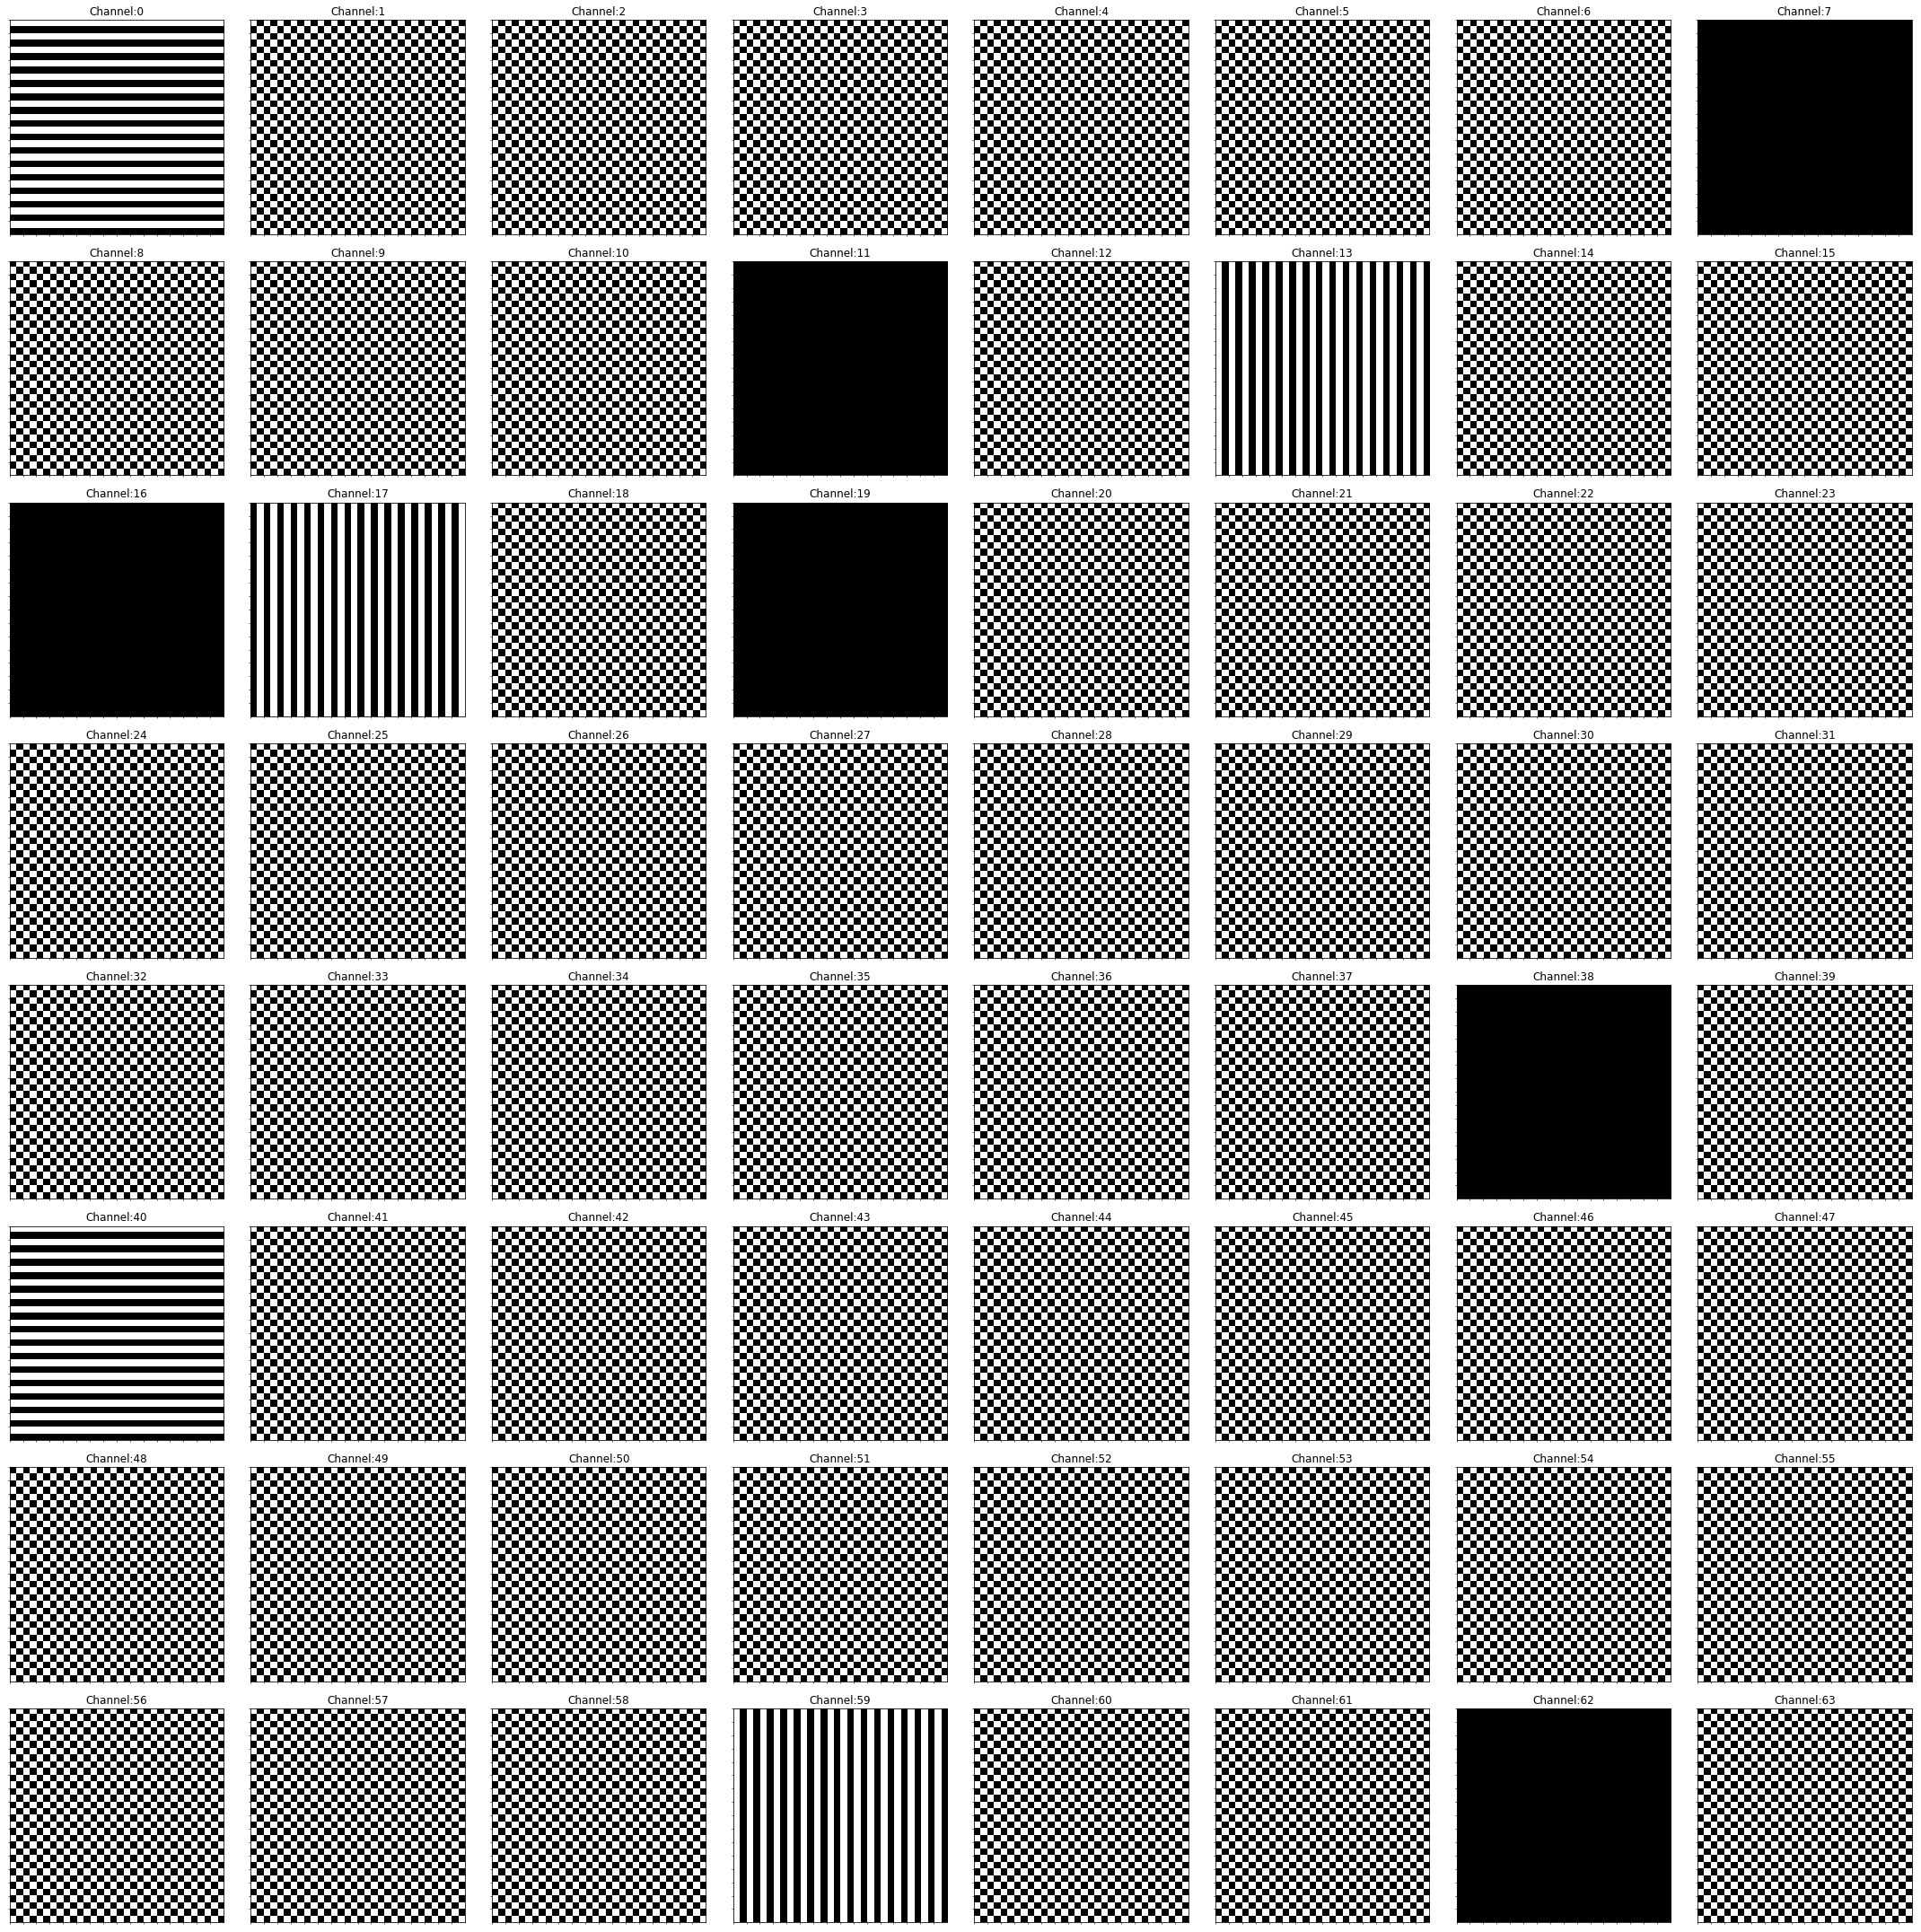 Channel:0 Channel:1 Channel:2 Channel:3 Channel:4 Channel:5 Channel:6 Channel:7
Channel:8 Channel:9 Channel:10 Channel:11 Channel:12 Channel:13 Channel:14 Channel:15
Channel:16 Channel:17 Channel:18 Channel:19 Channel:20 Channel:21 Channel:22 Channel:23
Channel:24 Channel:25 Channel:26 Channel:27 Channel:28 Channel:29 Channel:30 Channel:31
Channel:32 Channel:33 Channel:34 Channel:35 Channel:36 Channel:37 Channel:38 Channel:39
Channel:40 Channel:41 Channel:42 Channel:43 Channel:44 Channel:45 Channel:46 Channel:47
Channel:48 Channel:49 Channel:50 Channel:51 Channel:52 Channel:53 Channel:54 Channel:55
Channel:56 Channel:57 Channel:58 Channel:59 Channel:60 Channel:61 Channel:62 Channel:63